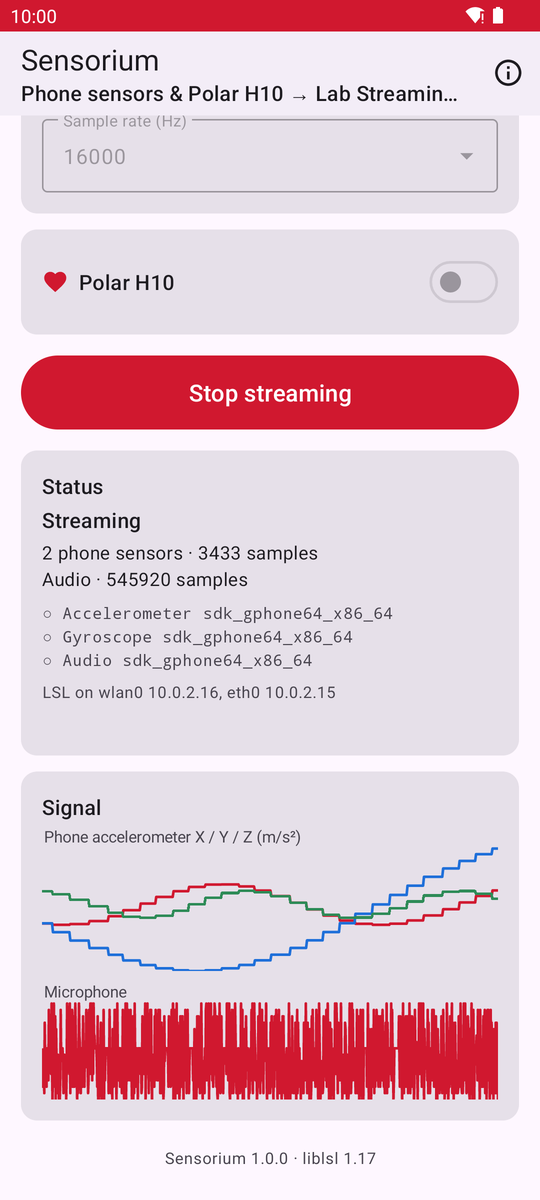 10:00
Sensorium
Phone sensors & Polar H10 → Lab Streamin…
Sample rate (Hz)
16000
Polar H10
Stop streaming
Status
Streaming
2 phone sensors · 3433 samples
Audio · 545920 samples
○ Accelerometer sdk_gphone64_x86_64
○ Gyroscope sdk_gphone64_x86_64
○ Audio sdk_gphone64_x86_64
LSL on wlan0 10.0.2.16, eth0 10.0.2.15
Signal
Phone accelerometer X / Y / Z (m/s²)
Microphone
Sensorium 1.0.0 · liblsl 1.17